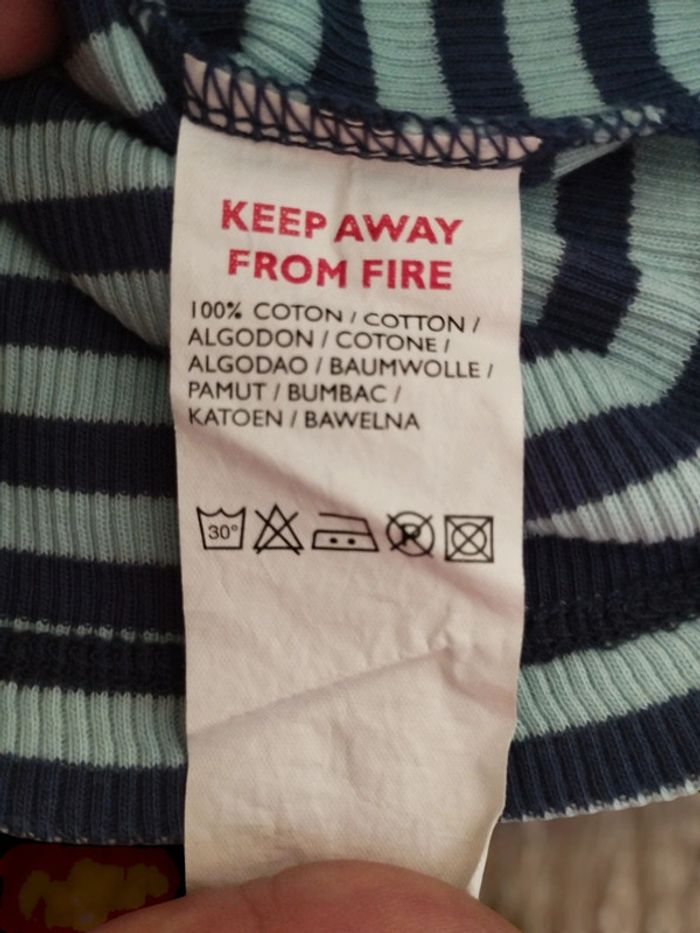 KEEP AWAY
FROM FIRE
100% COTON / COTTON /
ALGODON / COTONE /
ALGODAO / BAUMWOLLE /
PAMUT / BUMBAC /
KATOEN / BAWELNA
30° P